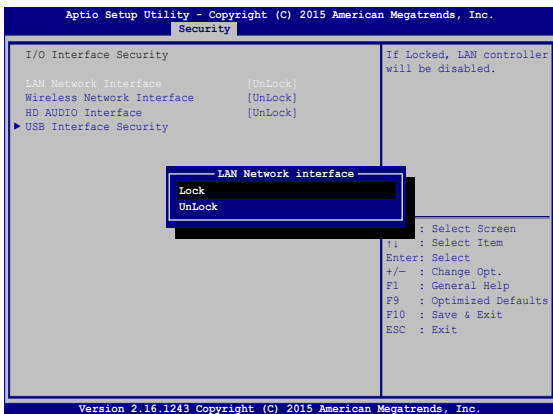 Aptio Setup Utility - Copyright (C) 2015 American Megatrends, Inc.
Security
I/O Interface Security
LAN Network Interface [UnLock]
Wireless Network Interface [UnLock]
HD AUDIO Interface [UnLock]
USB Interface Security
If Locked, LAN controller
will be disabled.
LAN Network interface
Lock
UnLock
: Select Screen
↑↓ : Select Item
Enter: Select
+/— : Change Opt.
F1 : General Help
F9 : Optimized Defaults
F10 : Save & Exit
ESC : Exit
Version 2.16.1243 Copyright (C) 2015 American Megatrends, Inc.